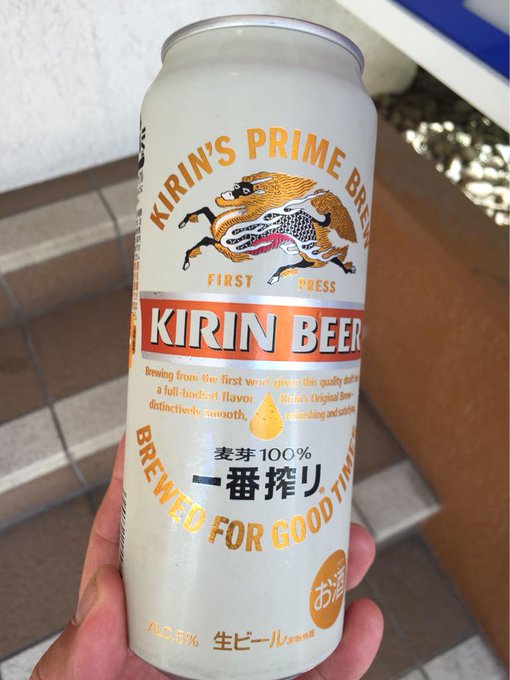 KIRIN'S PRIME BREW
FIRST PRESS
KIRIN BEER
Brewing from the first wort gives this quality draft beer
a full-bodied flavor. Kirin's Original Brew—
distinctively smooth, refreshing and satisfying.
麦芽100%
一番搾り
BREWED FOR GOOD TIMES
お酒
ALC.5% 生ビール